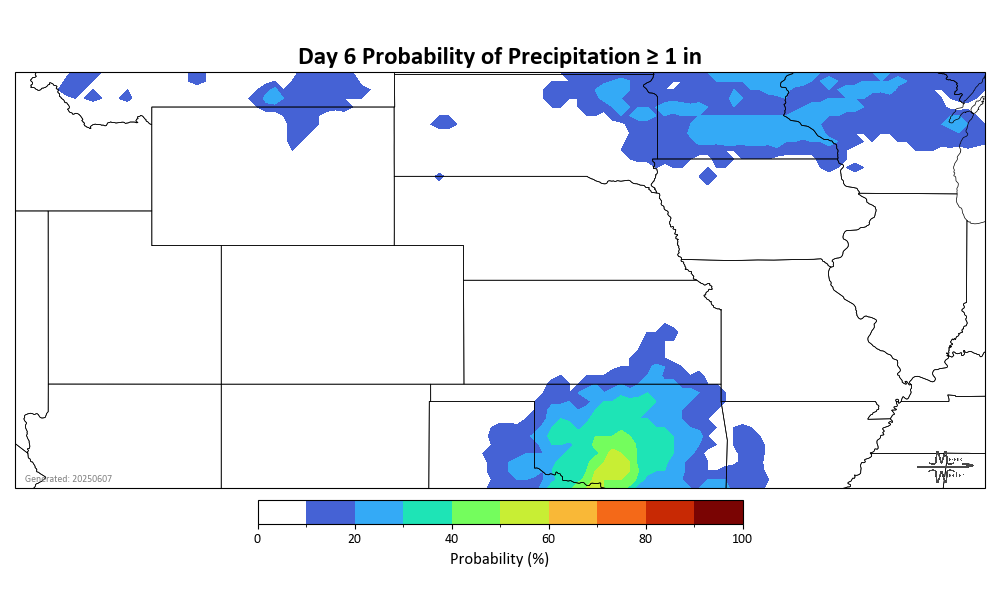 Day 6 Probability of Precipitation ≥ 1 in
Generated: 20250607
0 20 40 60 80 100
Probability (%)